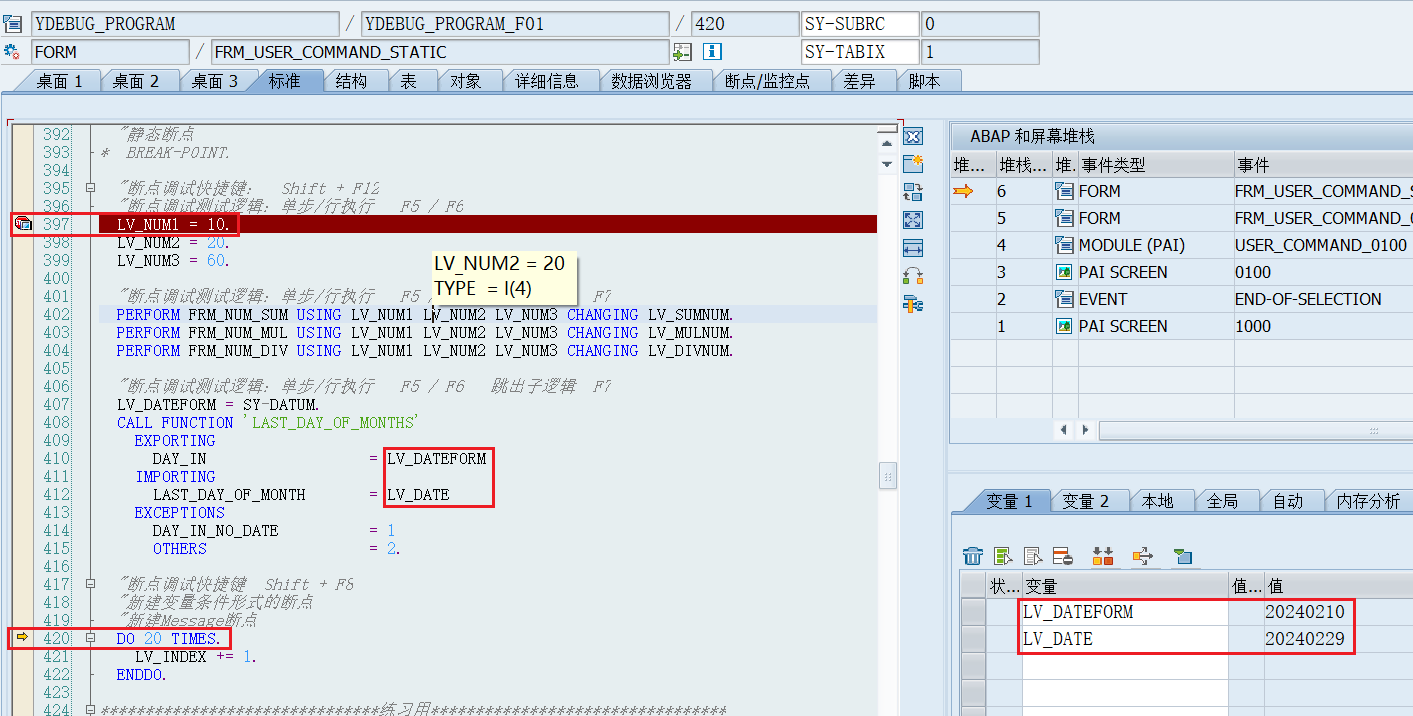 YDEBUG_PROGRAM / YDEBUG_PROGRAM_F01 / 420 SY-SUBRC 0
FORM / FRM_USER_COMMAND_STATIC SY-TABIX 1
桌面 1 桌面 2 桌面 3 标准 结构 表 对象 详细信息 数据浏览器 断点/监控点 差异 脚本
392 "静态断点
393 * BREAK-POINT.
394
395 "断点调试快捷键: Shift + F12
396 "断点调试测试逻辑: 单步/行执行 F5 / F6
397 LV_NUM1 = 10.
398 LV_NUM2 = 20.
399 LV_NUM3 = 60.
LV_NUM2 = 20
TYPE = I(4)
400
401 "断点调试测试逻辑: 单步/行执行 F5 F7
402 PERFORM FRM_NUM_SUM USING LV_NUM1 LV_NUM2 LV_NUM3 CHANGING LV_SUMNUM.
403 PERFORM FRM_NUM_MUL USING LV_NUM1 LV_NUM2 LV_NUM3 CHANGING LV_MULNUM.
404 PERFORM FRM_NUM_DIV USING LV_NUM1 LV_NUM2 LV_NUM3 CHANGING LV_DIVNUM.
405
406 "断点调试测试逻辑: 单步/行执行 F5 / F6 跳出子逻辑 F7
407 LV_DATEFORM = SY-DATUM.
408 CALL FUNCTION 'LAST_DAY_OF_MONTHS'
409 EXPORTING
410 DAY_IN = LV_DATEFORM
411 IMPORTING
412 LAST_DAY_OF_MONTH = LV_DATE
413 EXCEPTIONS
414 DAY_IN_NO_DATE = 1
415 OTHERS = 2.
416
417 "断点调试快捷键 Shift + F8
418 "新建变量条件形式的断点
419 "新建Message断点
420 DO 20 TIMES.
421 LV_INDEX += 1.
422 ENDDO.
423
424 *******************************练习用*********************************
ABAP 和屏幕堆栈
堆... 堆栈... 堆. 事件类型 事件
6 FORM FRM_USER_COMMAND_S
5 FORM FRM_USER_COMMAND_0
4 MODULE (PAI) USER_COMMAND_0100
3 PAI SCREEN 0100
2 EVENT END-OF-SELECTION
1 PAI SCREEN 1000
变量 1 变量 2 本地 全局 自动 内存分析
状... 变量 值... 值
LV_DATEFORM 20240210
LV_DATE 20240229